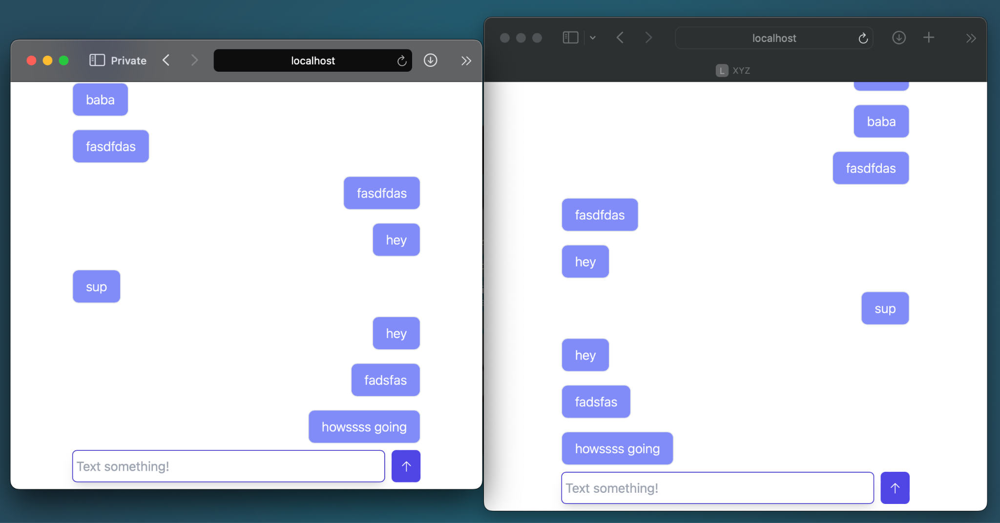 Private
localhost
baba
fasdfdas
fasdfdas
hey
sup
hey
fadsfas
howssss going
Text something!
localhost
L XYZ
baba
fasdfdas
fasdfdas
hey
sup
hey
fadsfas
howssss going
Text something!